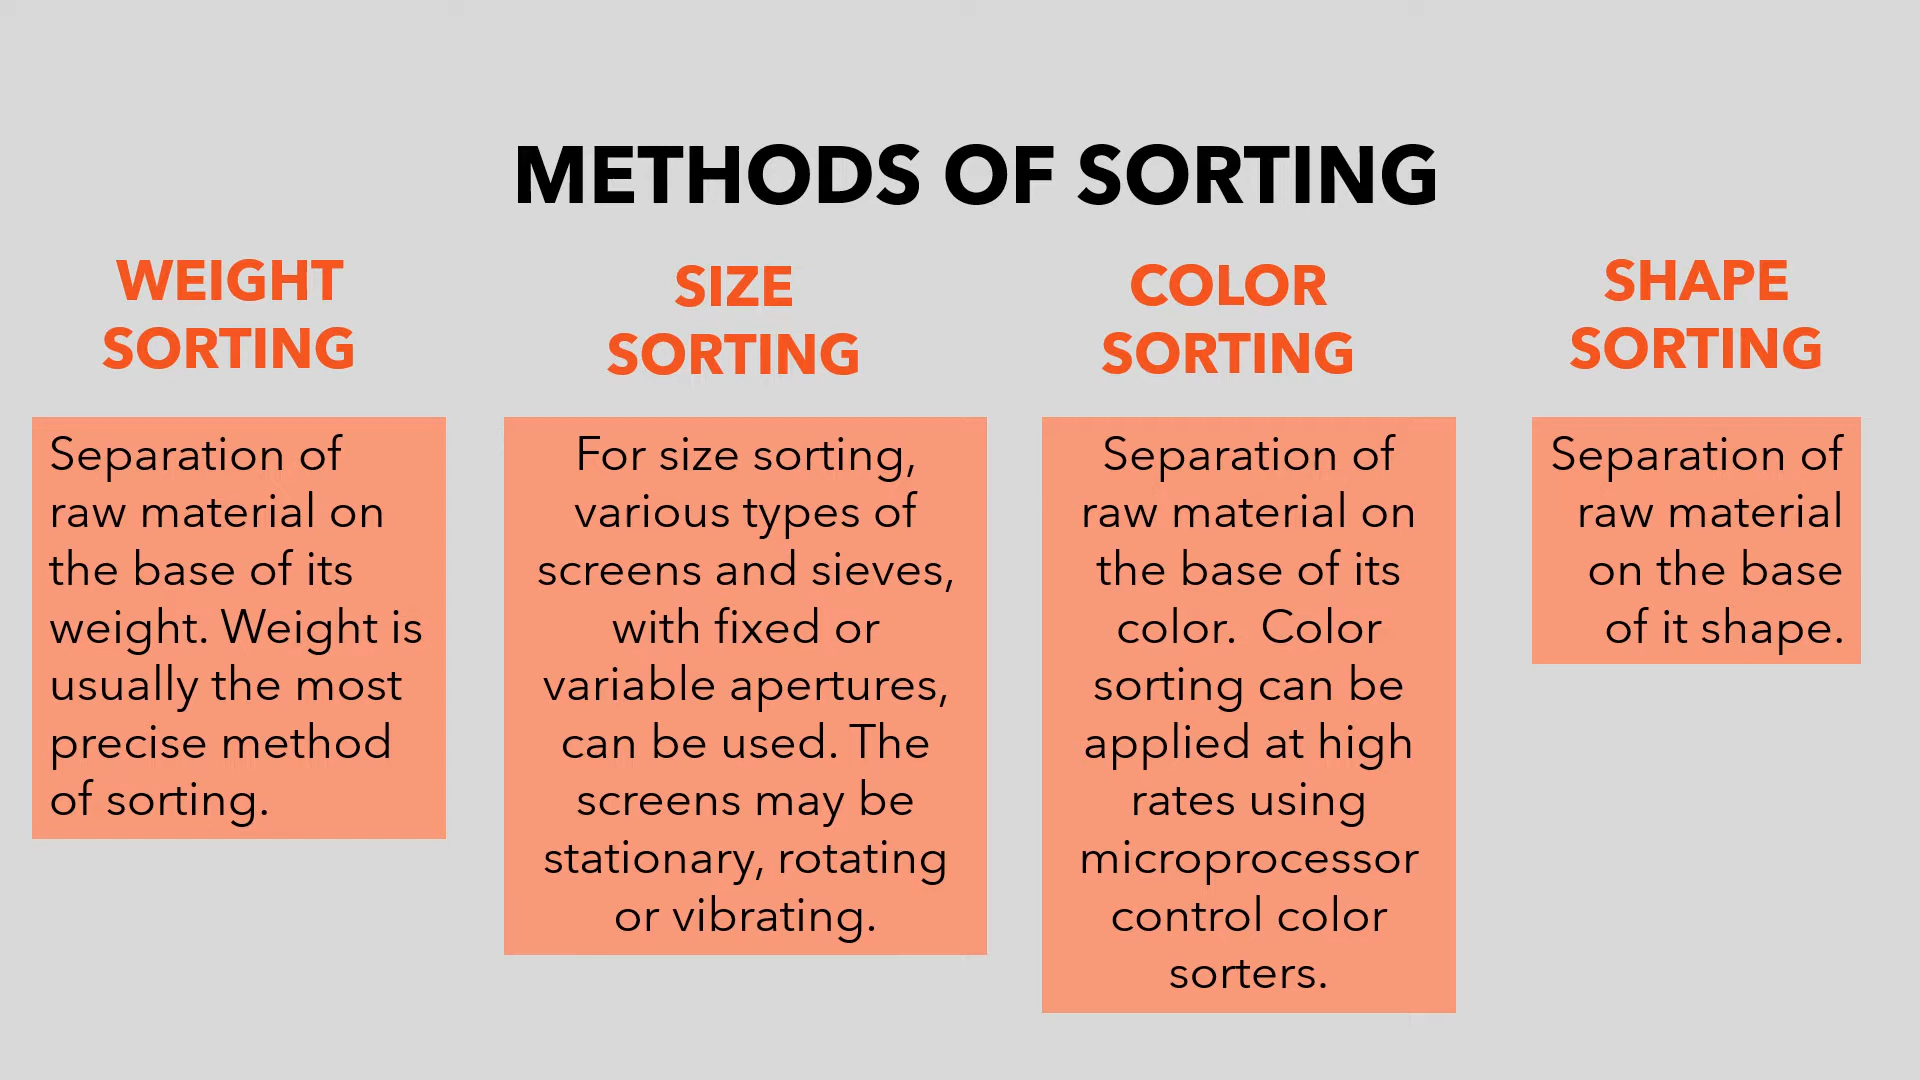 METHODS OF SORTING
WEIGHT
SORTING
Separation of
raw material on
the base of its
weight. Weight is
usually the most
precise method
of sorting.
SIZE
SORTING
For size sorting,
various types of
screens and sieves,
with fixed or
variable apertures,
can be used. The
screens may be
stationary, rotating
or vibrating.
COLOR
SORTING
Separation of
raw material on
the base of its
color.  Color
sorting can be
applied at high
rates using
microprocessor
control color
sorters.
SHAPE
SORTING
Separation of
raw material
on the base
of it shape.